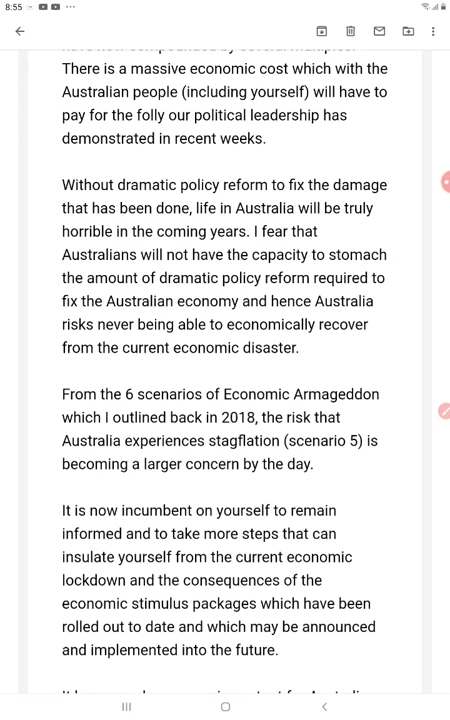 8:55
There is a massive economic cost which with the
Australian people (including yourself) will have to
pay for the folly our political leadership has
demonstrated in recent weeks.
Without dramatic policy reform to fix the damage
that has been done, life in Australia will be truly
horrible in the coming years. I fear that
Australians will not have the capacity to stomach
the amount of dramatic policy reform required to
fix the Australian economy and hence Australia
risks never being able to economically recover
from the current economic disaster.
From the 6 scenarios of Economic Armageddon
which I outlined back in 2018, the risk that
Australia experiences stagflation (scenario 5) is
becoming a larger concern by the day.
It is now incumbent on yourself to remain
informed and to take more steps that can
insulate yourself from the current economic
lockdown and the consequences of the
economic stimulus packages which have been
rolled out to date and which may be announced
and implemented into the future.